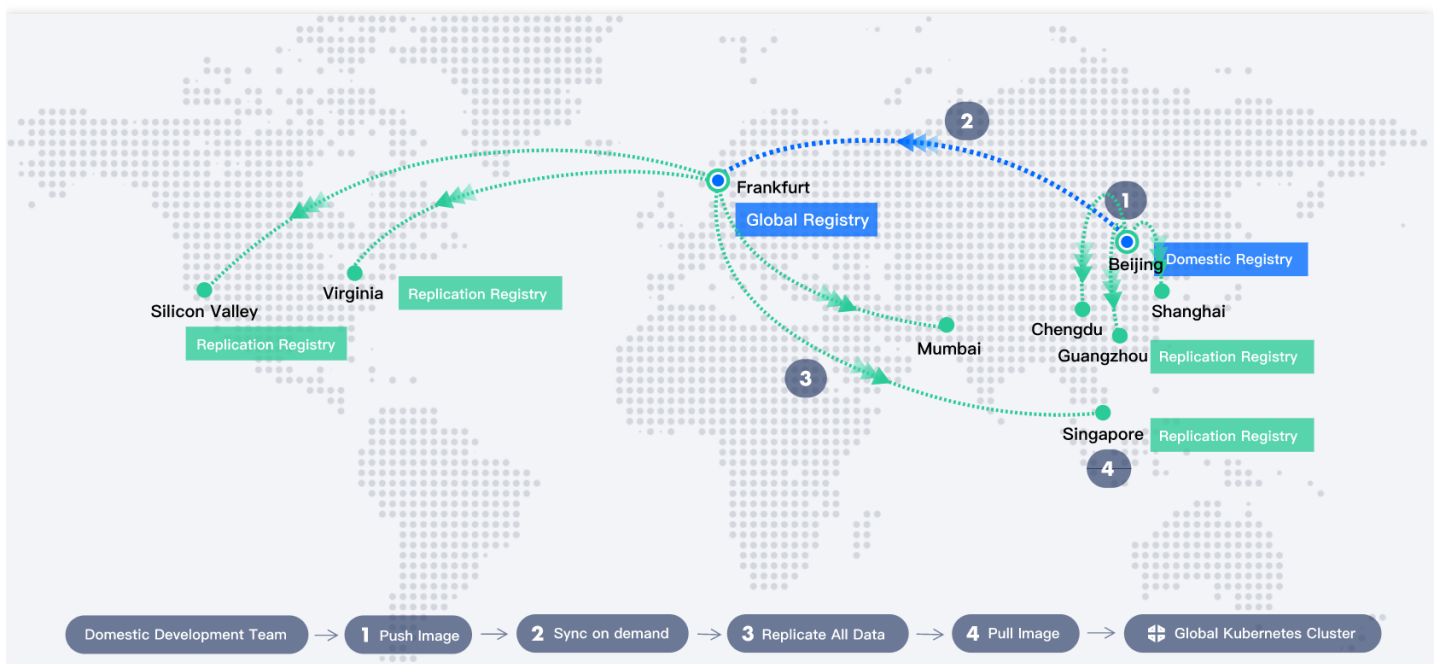 2
1
Frankfurt
Global Registry
Beijing
Domestic Registry
Virginia
Replication Registry
Silicon Valley
Replication Registry
Shanghai
Chengdu
Mumbai
Guangzhou
Replication Registry
3
Singapore
Replication Registry
4
Domestic Development Team
1 Push Image
2 Sync on demand
3 Replicate All Data
4 Pull Image
Global Kubernetes Cluster